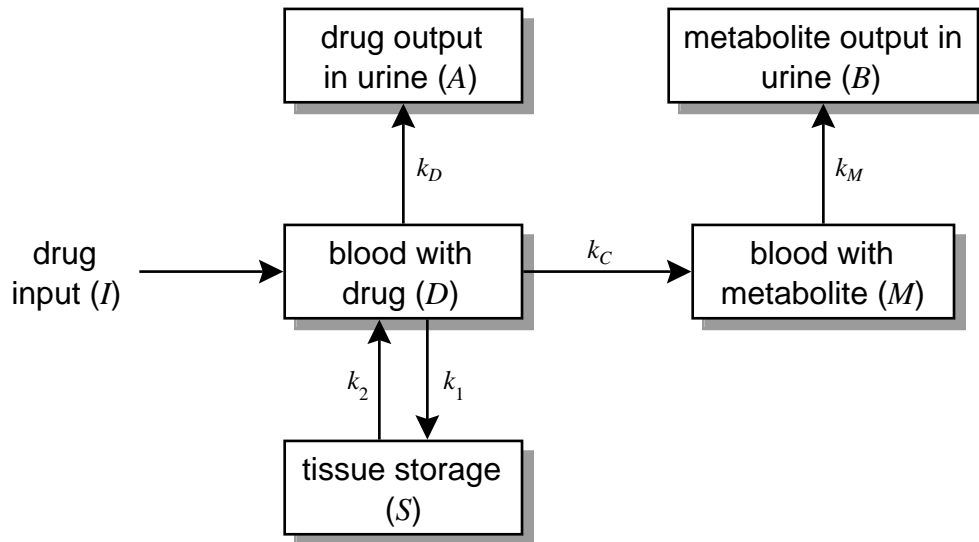 drug output
in urine (A)
metabolite output in
urine (B)
k_D
k_M
drug
input (I)
blood with
drug (D)
k_C
blood with
metabolite (M)
k_2
k_1
tissue storage
(S)